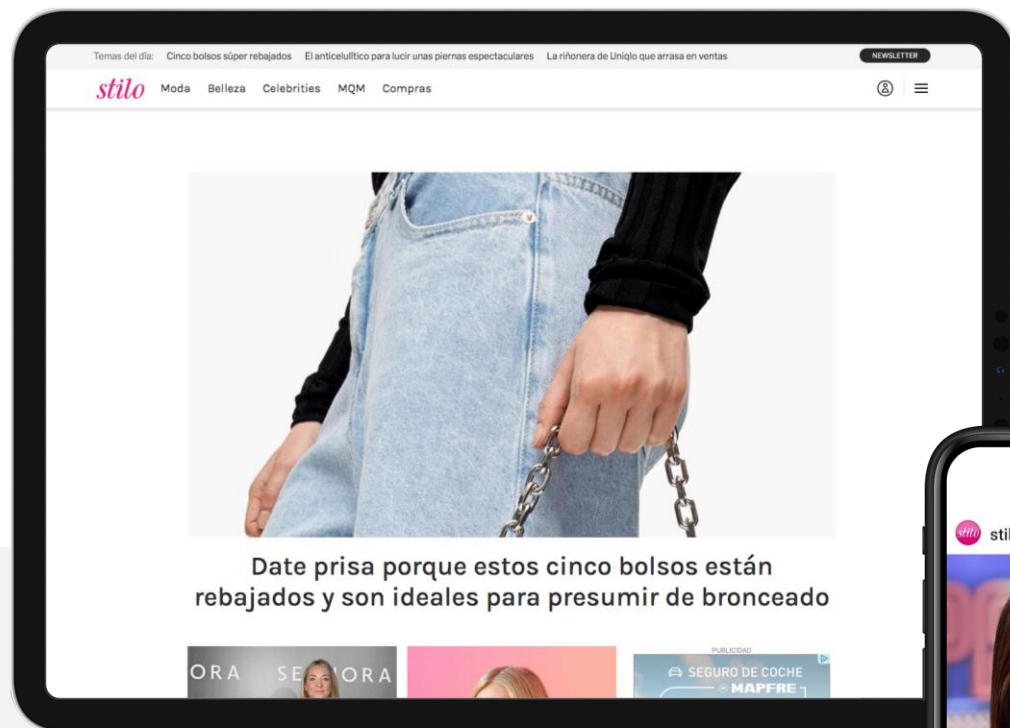 Temas del día: Cinco bolsos súper rebajados El anticelulítico para lucir unas piernas espectaculares La riñonera de Uniqlo que arrasa en ventas NEWSLETTER
stilo Moda Belleza Celebrities MQM Compras
Date prisa porque estos cinco bolsos están
rebajados y son ideales para presumir de bronceado
PUBLICIDAD
ORA SE ORA
SEGURO DE COCHE
MAPFRE
stilo stil